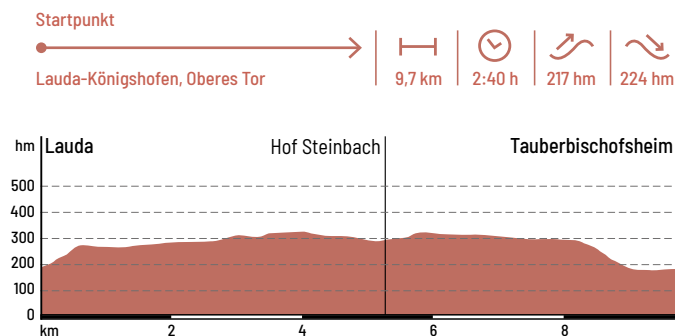 Startpunkt
Lauda-Königshofen, Oberes Tor
9,7 km
2:40 h
217 hm
224 hm
hm
Lauda
Hof Steinbach
Tauberbischofsheim
500
400
300
200
100
0
km
2
4
6
8